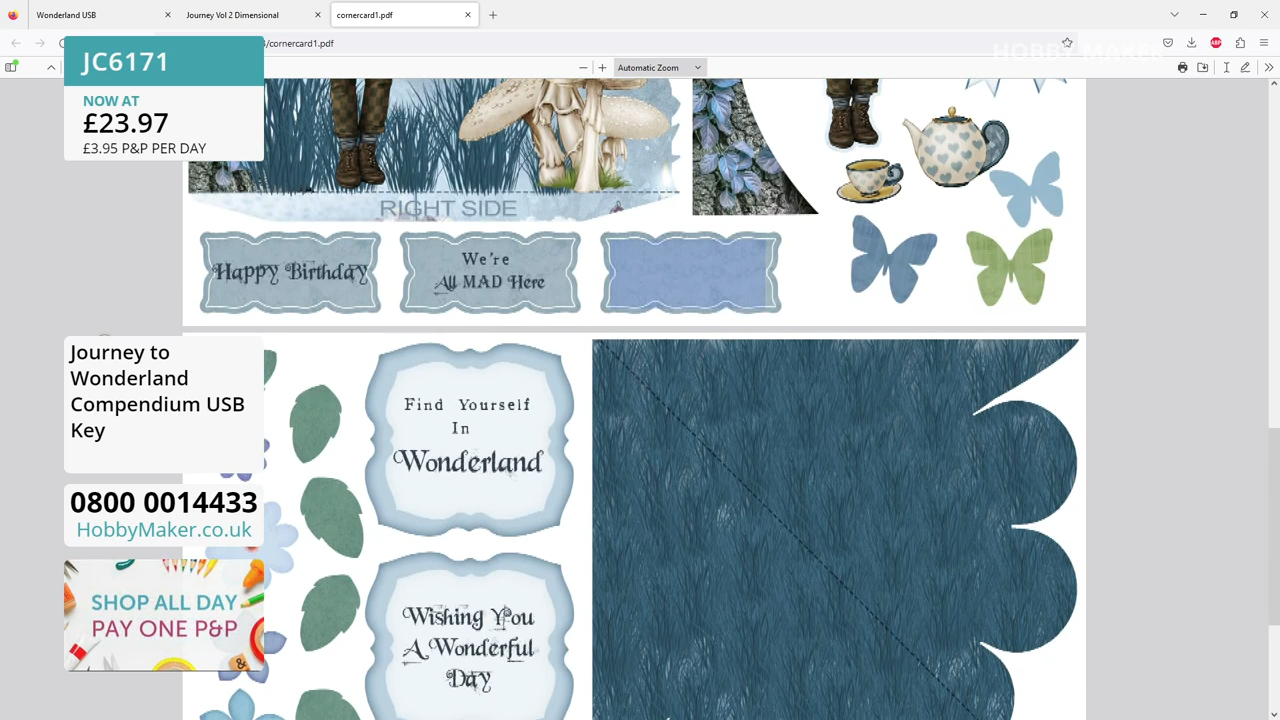 Wonderland USB
Journey Vol 2 Dimensional
cornercard1.pdf
/cornercard1.pdf
HOBBY MAKER
Automatic Zoom
JC6171
NOW AT
£23.97
£3.95 P&P PER DAY
RIGHT SIDE
Happy Birthday
We're
All MAD Here
Journey to
Wonderland
Compendium USB
Key
0800 0014433
HobbyMaker.co.uk
SHOP ALL DAY
PAY ONE P&P
&
Find Yourself
In
Wonderland
Wishing You
A Wonderful
Day